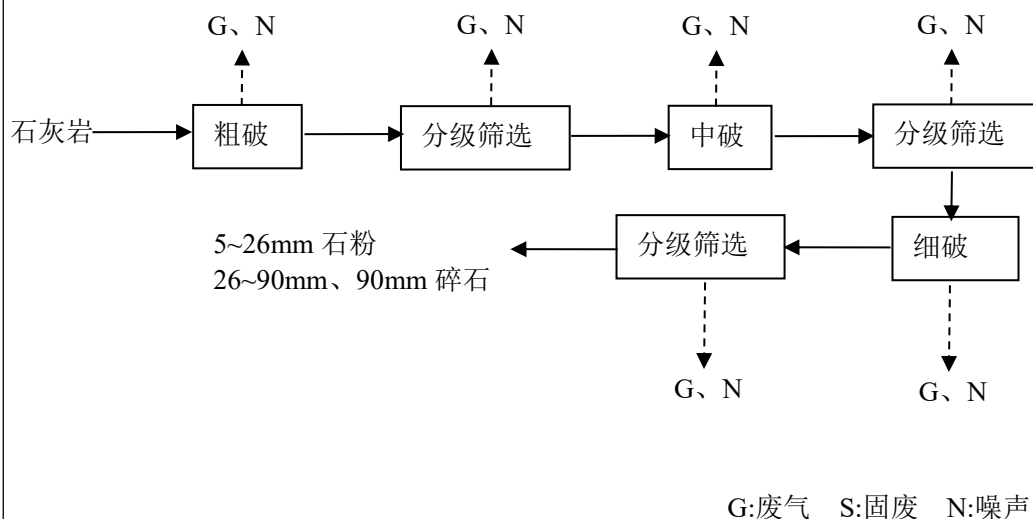 G、N G、N G、N G、N
石灰岩 粗破 分级筛选 中破 分级筛选
5~26mm 石粉 分级筛选 细破
26~90mm、90mm 碎石
G、N G、N
G:废气 S:固废 N:噪声